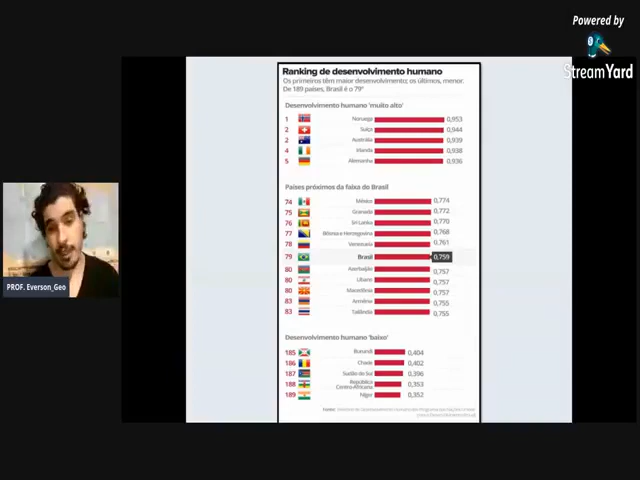 Powered by
StreamYard
Ranking de desenvolvimento humano
Os primeiros têm maior desenvolvimento; os últimos, menor.
De 189 países, Brasil é o 79º
Desenvolvimento humano 'muito alto'
1 Noruega 0,953
2 Suíça 0,944
2 Austrália 0,939
4 Irlanda 0,938
5 Alemanha 0,936
Países próximos da faixa do Brasil
74 México 0,774
75 Granada 0,772
76 Sri Lanka 0,770
77 Bósnia e Herzegovina 0,768
78 Venezuela 0,761
79 Brasil 0,759
80 Azerbaijão 0,757
80 Líbano 0,757
80 Macedônia 0,757
83 Armênia 0,755
83 Tailândia 0,755
PROF. Everson_Geo
Desenvolvimento humano 'baixo'
185 Burundi 0,404
186 Chade 0,402
187 Sudão do Sul 0,396
188 República Centro-Africana 0,353
189 Níger 0,352
Fonte: